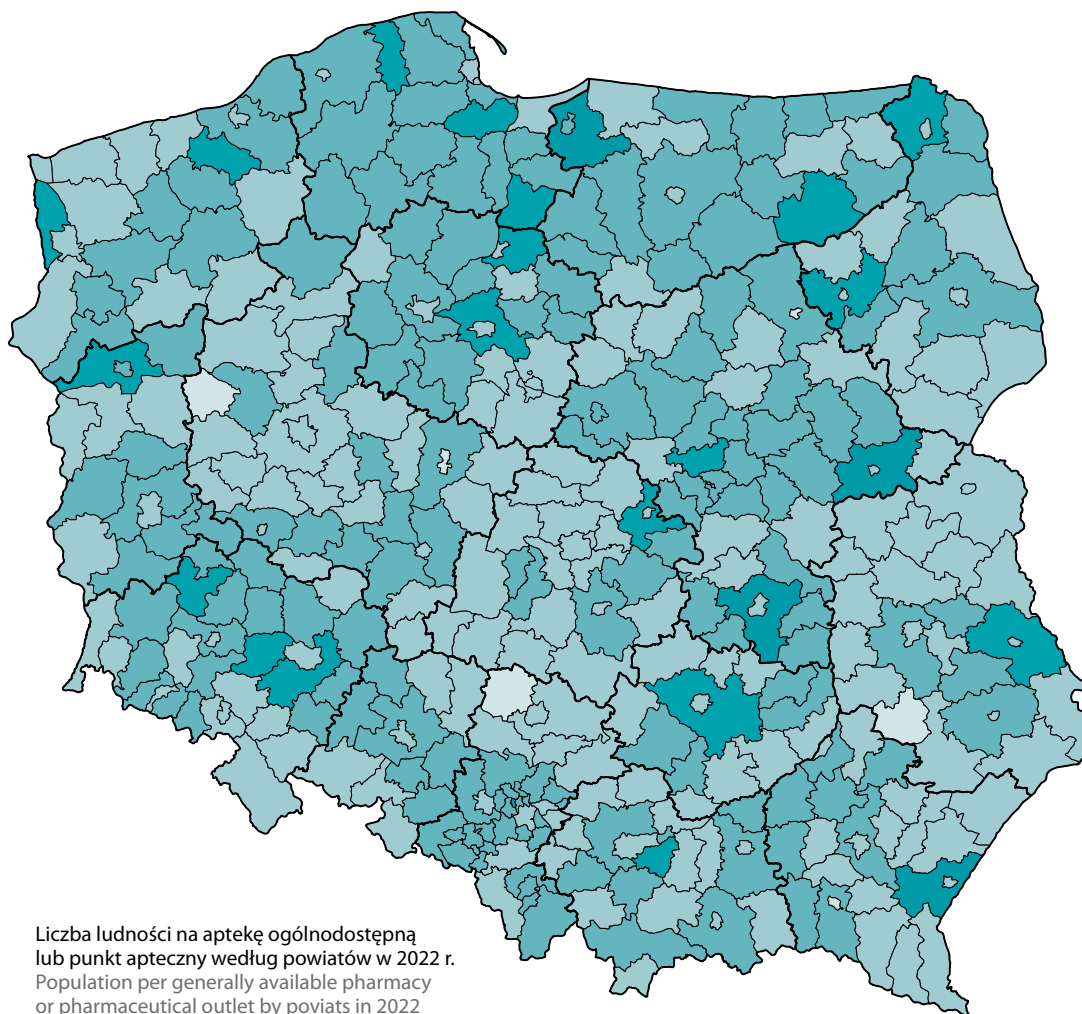 Liczba ludności na aptekę ogólnodostępną
lub punkt apteczny według powiatów w 2022 r.
Population per generally available pharmacy
or pharmaceutical outlet by poviats in 2022